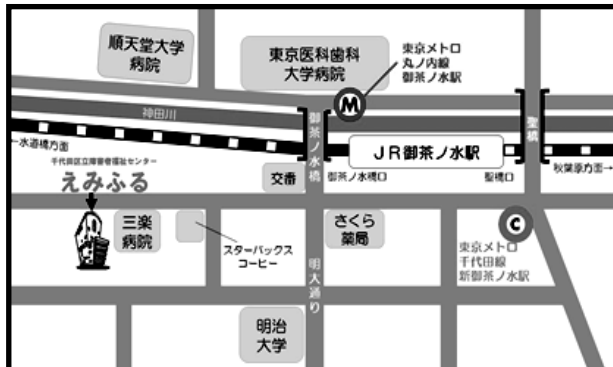 順天堂大学
病院
東京医科歯科
大学病院
東京メトロ
丸ノ内線
御茶ノ水駅
M
神田川
御茶ノ水橋
聖橋
JR御茶ノ水駅
←水道橋方面
秋葉原方面→
千代田区立障害者福祉センター
えみふる
交番
御茶ノ水橋口
聖橋口
三楽
病院
スターバックス
コーヒー
さくら
薬局
C
東京メトロ
千代田線
新御茶ノ水駅
明大通り
明治
大学